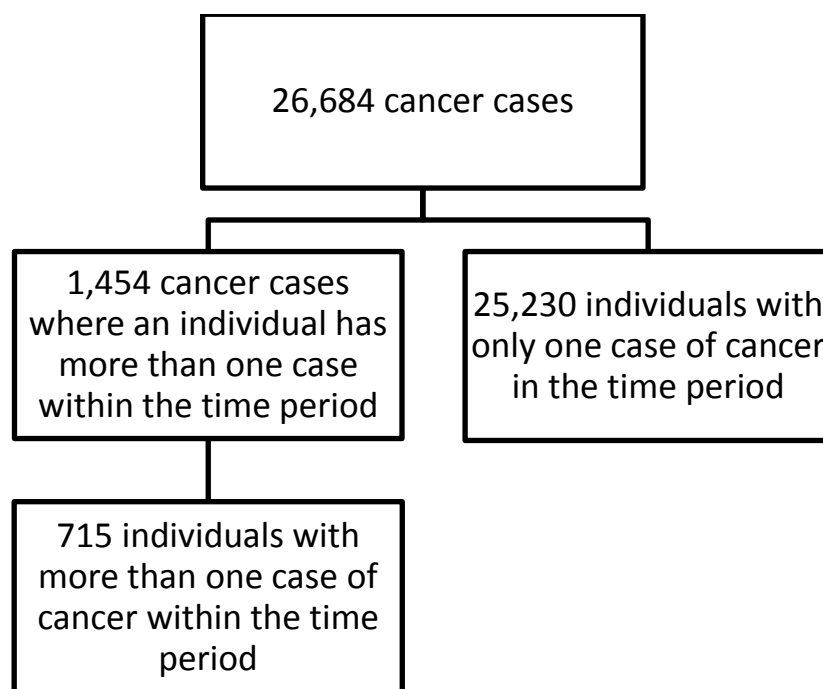 26,684 cancer cases
1,454 cancer cases
where an individual has
more than one case
within the time period
25,230 individuals with
only one case of cancer
in the time period
715 individuals with
more than one case of
cancer within the time
period